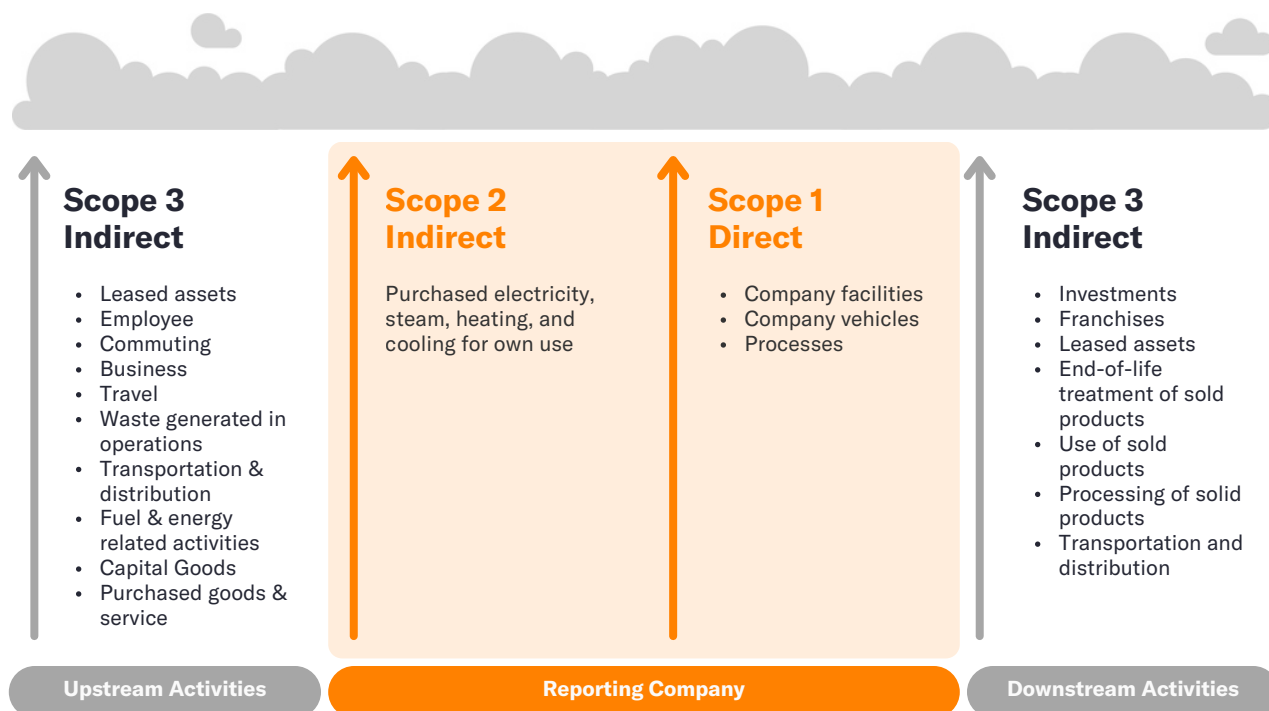 Scope 3
Indirect
• Leased assets
• Employee
• Commuting
• Business
• Travel
• Waste generated in
operations
• Transportation &
distribution
• Fuel & energy
related activities
• Capital Goods
• Purchased goods &
service
Upstream Activities
Scope 2
Indirect
Purchased electricity,
steam, heating, and
cooling for own use
Scope 1
Direct
• Company facilities
• Company vehicles
• Processes
Reporting Company
Scope 3
Indirect
• Investments
• Franchises
• Leased assets
• End-of-life
treatment of sold
products
• Use of sold
products
• Processing of solid
products
• Transportation and
distribution
Downstream Activities